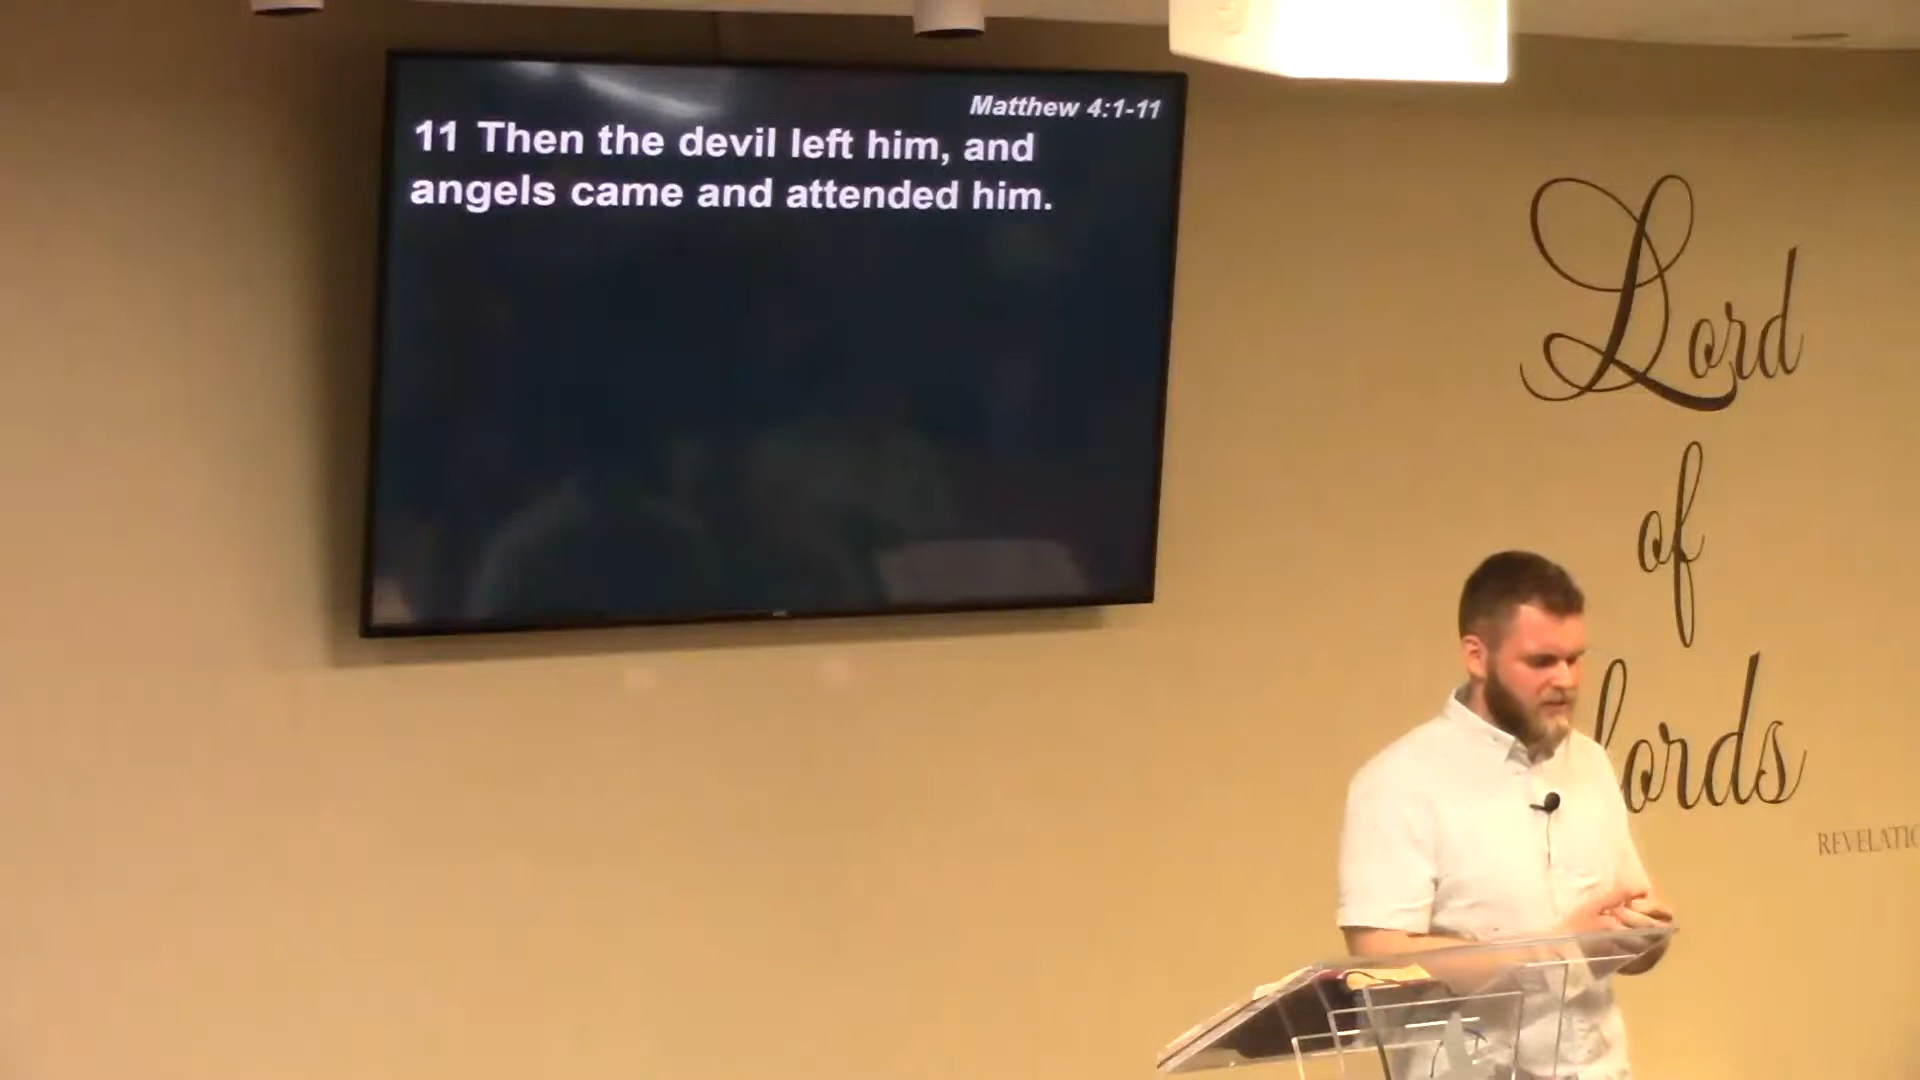 Matthew 4:1-11
11 Then the devil left him, and
angels came and attended him.
Lord
of
lords